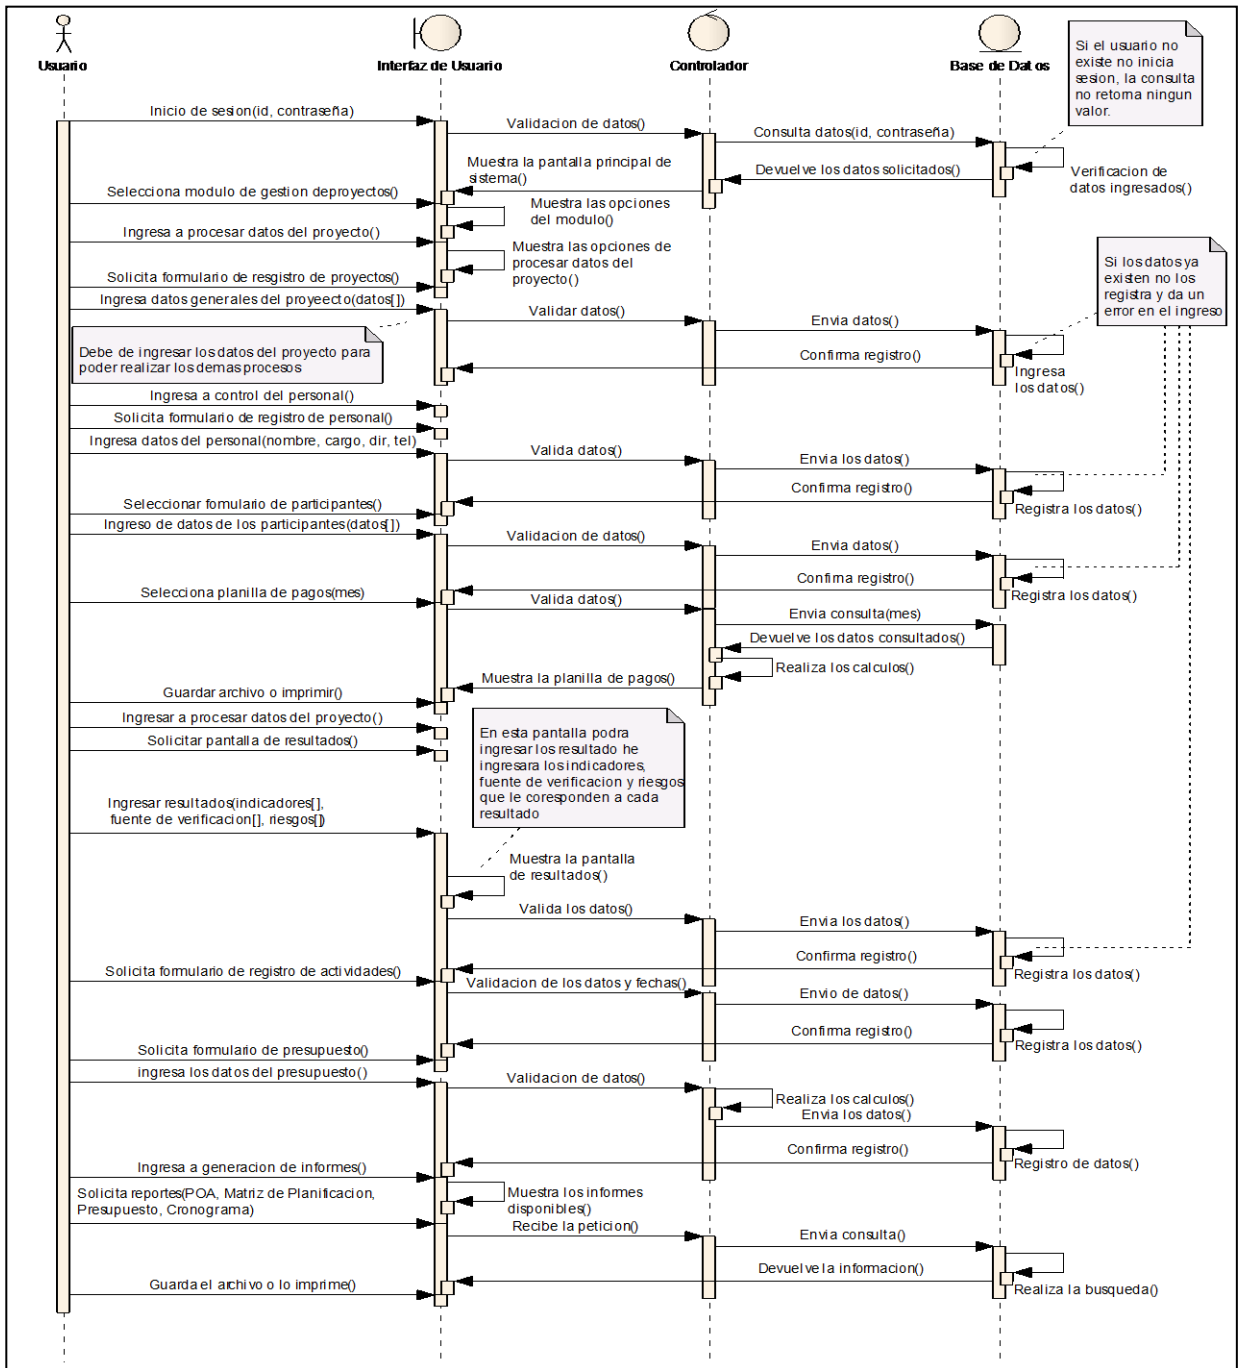 Usuario
Interfaz de Usuario
Controlador
Base de Datos
Si el usuario no
existe no inicia
sesion, la consulta
no retorna ningun
valor.
Inicio de sesion(id, contraseña)
Validacion de datos()
Consulta datos(id, contraseña)
Verificacion de
datos ingresados()
Devuelve los datos solicitados()
Muestra la pantalla principal de
sistema()
Selecciona modulo de gestion deproyectos()
Muestra las opciones
del modulo()
Ingresa a procesar datos del proyecto()
Muestra las opciones de
procesar datos del
proyecto()
Si los datos ya
existen no los
registra y da un
error en el ingreso
Solicita formulario de resgistro de proyectos()
Ingresa datos generales del proyeecto(datos[])
Validar datos()
Envia datos()
Debe de ingresar los datos del proyecto para
poder realizar los demas procesos
Confirma registro()
Ingresa
los datos()
Ingresa a control del personal()
Solicita formulario de registro de personal()
Ingresa datos del personal(nombre, cargo, dir, tel)
Valida datos()
Envia los datos()
Confirma registro()
Registra los datos()
Seleccionar fomulario de participantes()
Ingreso de datos de los participantes(datos[])
Validacion de datos()
Envia datos()
Confirma registro()
Registra los datos()
Selecciona planilla de pagos(mes)
Valida datos()
Envia consulta(mes)
Devuelve los datos consultados()
Realiza los calculos()
Muestra la planilla de pagos()
Guardar archivo o imprimir()
Ingresar a procesar datos del proyecto()
Solicitar pantalla de resultados()
En esta pantalla podra
ingresar los resultado he
ingresara los indicadores,
fuente de verificacion y riesgos
que le coresponden a cada
resultado
Ingresar resultados(indicadores[],
fuente de verificacion[], riesgos[])
Muestra la pantalla
de resultados()
Valida los datos()
Envia los datos()
Confirma registro()
Registra los datos()
Solicita formulario de registro de actividades()
Validacion de los datos y fechas()
Envio de datos()
Confirma registro()
Registra los datos()
Solicita formulario de presupuesto()
ingresa los datos del presupuesto()
Validacion de datos()
Realiza los calculos()
Envia los datos()
Confirma registro()
Registro de datos()
Ingresa a generacion de informes()
Solicita reportes(POA, Matriz de Planificacion,
Presupuesto, Cronograma)
Muestra los informes
disponibles()
Recibe la peticion()
Envia consulta()
Devuelve la informacion()
Realiza la busqueda()
Guarda el archivo o lo imprime()